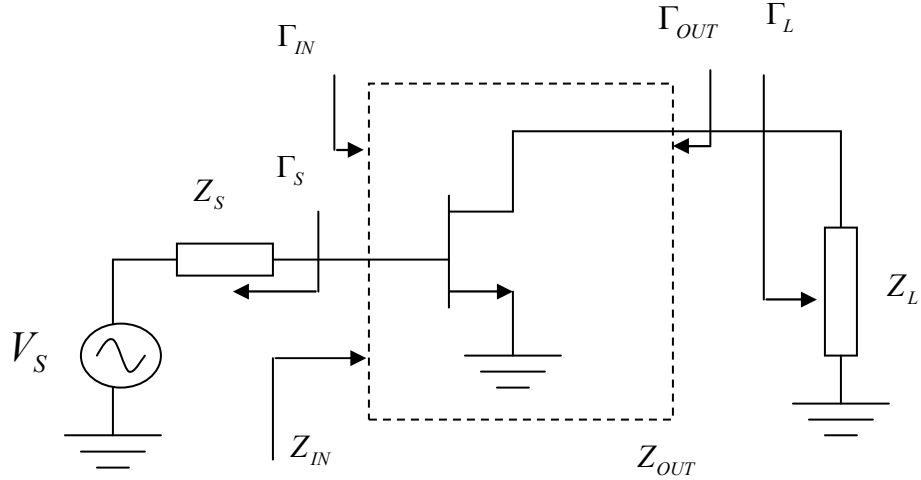 Γ_IN
Γ_OUT
Γ_L
Γ_S
Z_S
V_S
Z_L
Z_IN
Z_OUT